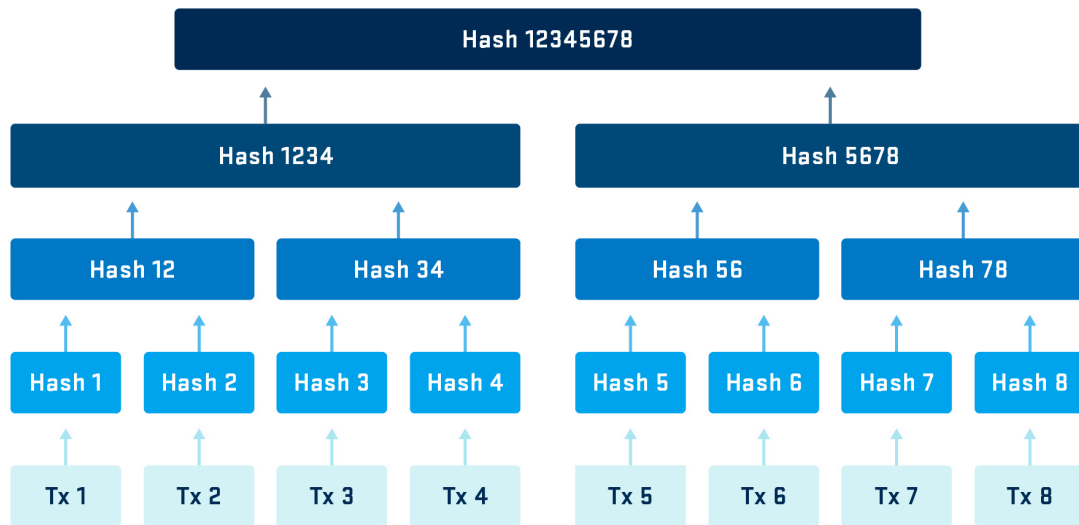 Hash 12345678
Hash 1234
Hash 5678
Hash 12
Hash 34
Hash 56
Hash 78
Hash 1
Hash 2
Hash 3
Hash 4
Hash 5
Hash 6
Hash 7
Hash 8
Tx 1
Tx 2
Tx 3
Tx 4
Tx 5
Tx 6
Tx 7
Tx 8